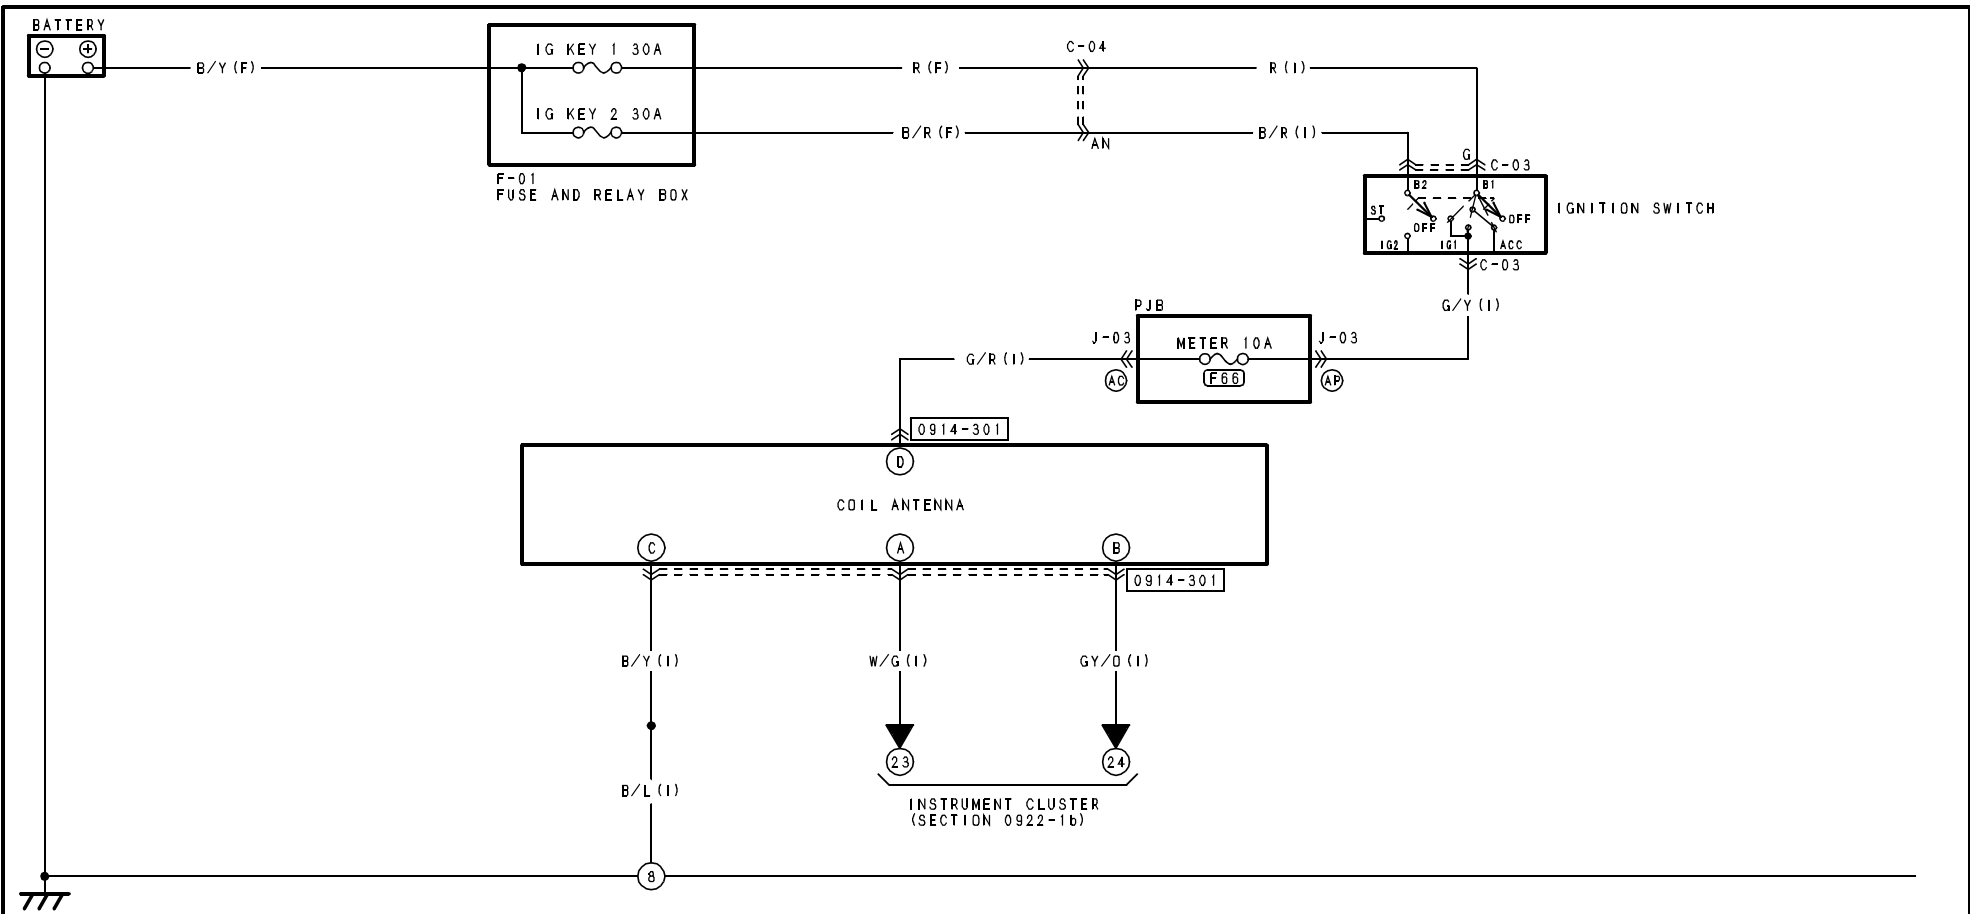 BATTERY
B/Y(F)
IG KEY 1 30A
IG KEY 2 30A
F-01
FUSE AND RELAY BOX
R(F)
B/R(F)
C-04
AN
R(I)
B/R(I)
G
C-03
B2
B1
ST
OFF
OFF
IG2
IG1
ACC
IGNITION SWITCH
C-03
G/Y(I)
PJB
J-03
METER 10A
J-03
G/R(I)
AC
F66
AP
0914-301
D
COIL ANTENNA
C
A
B
0914-301
B/Y(I)
W/G(I)
GY/O(I)
23
24
B/L(I)
INSTRUMENT CLUSTER
(SECTION 0922-1b)
8